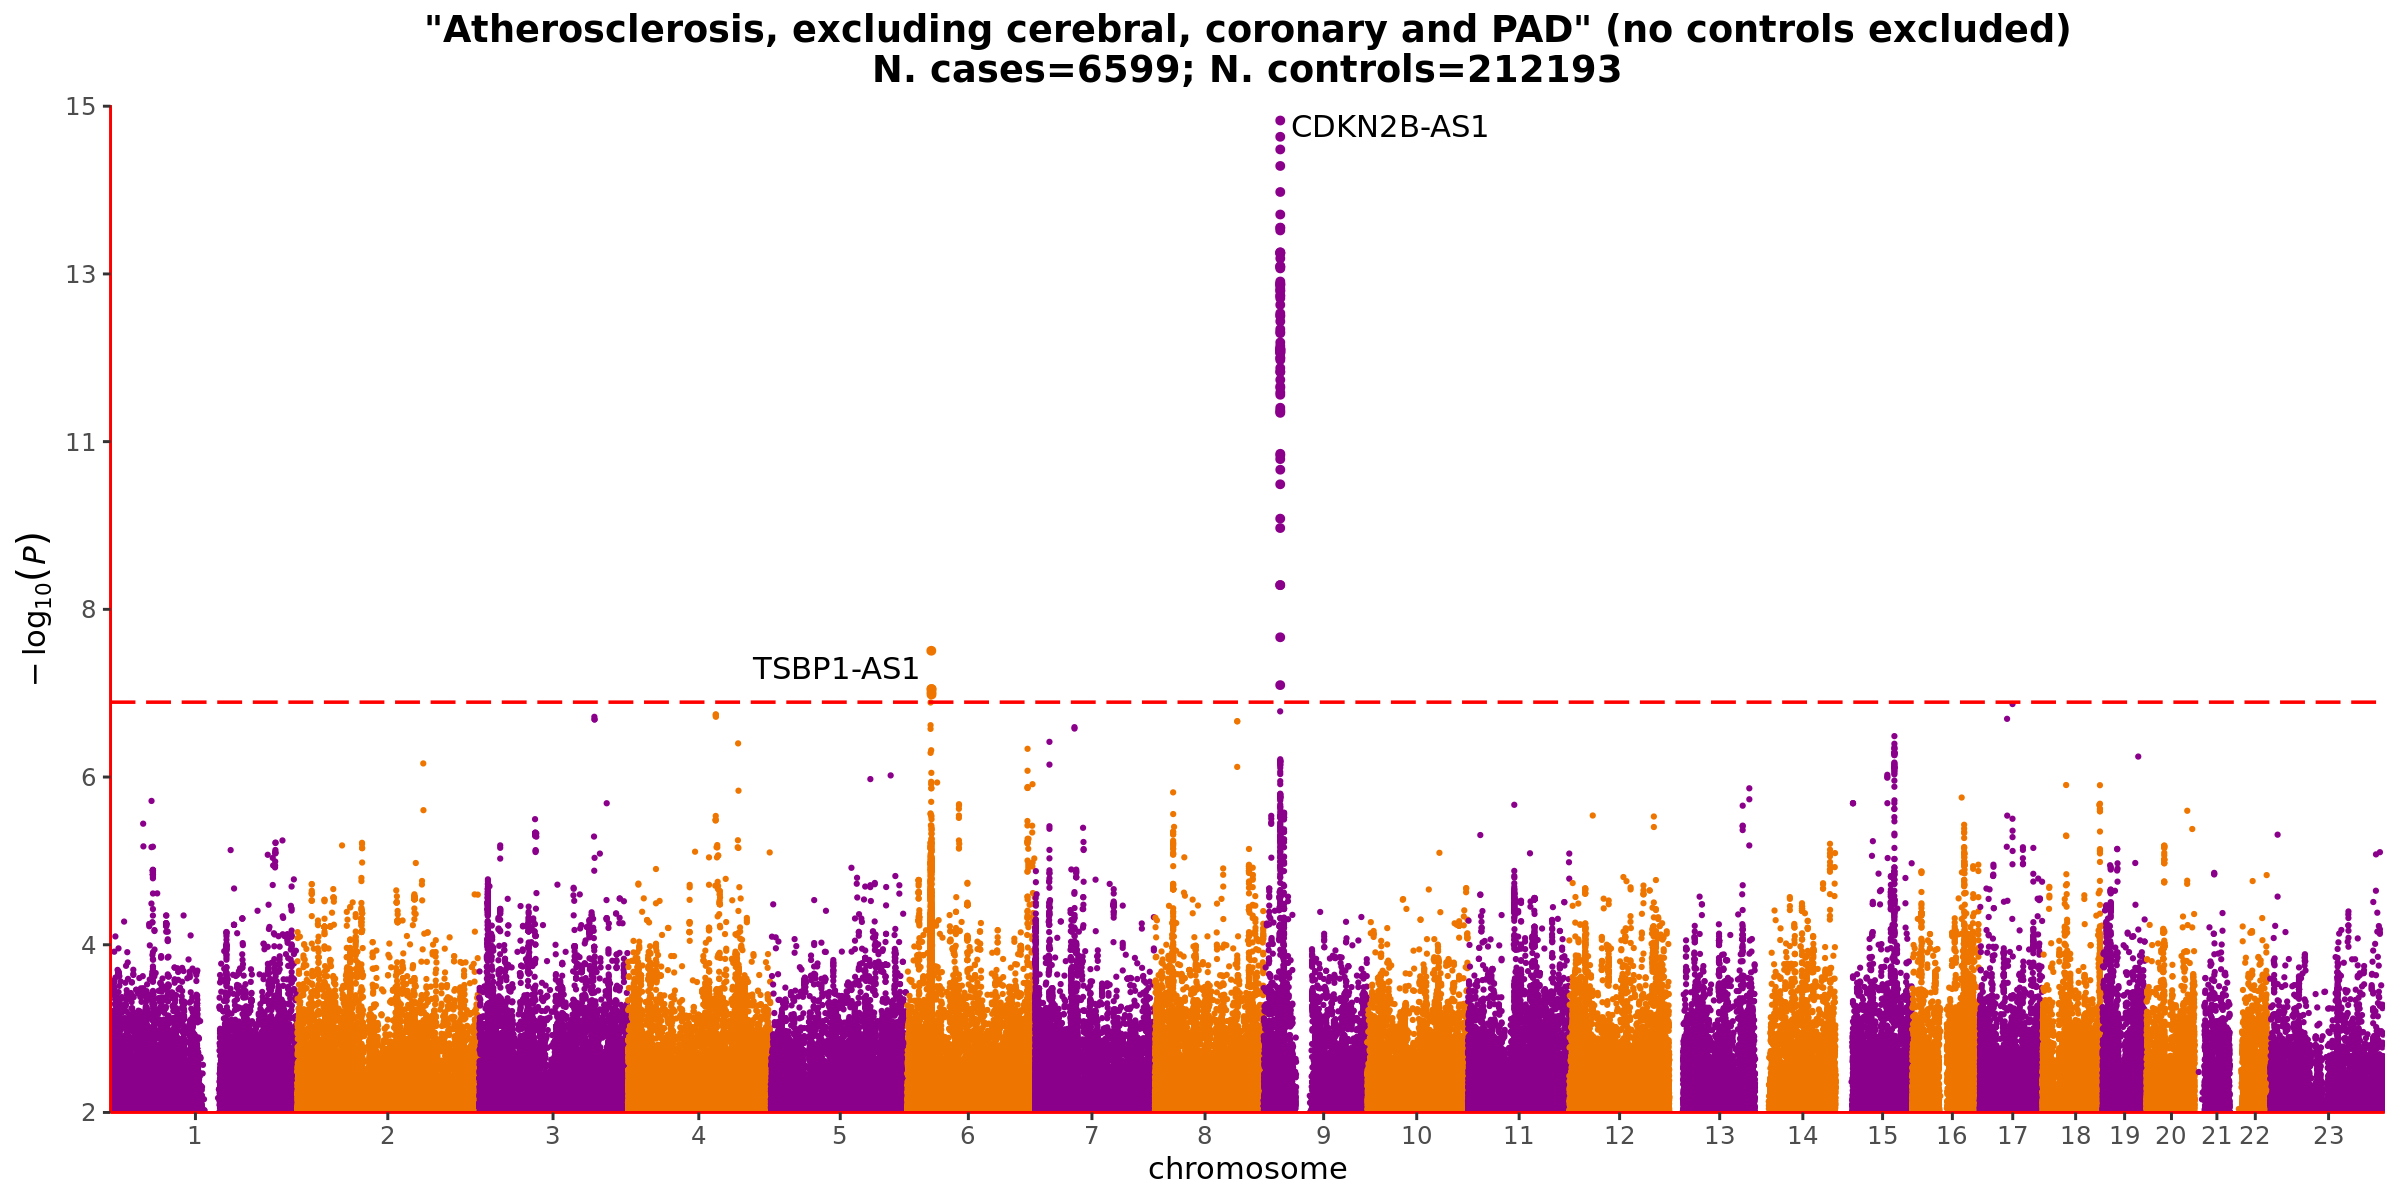 "Atherosclerosis, excluding cerebral, coronary and PAD" (no controls excluded)
N. cases=6599; N. controls=212193
15
CDKN2B-AS1
13
11
− log₁₀(P)
8
TSBP1-AS1
6
4
2
1 2 3 4 5 6 7 8 9 10 11 12 13 14 15 16 17 18 19 20 21 22 23
chromosome